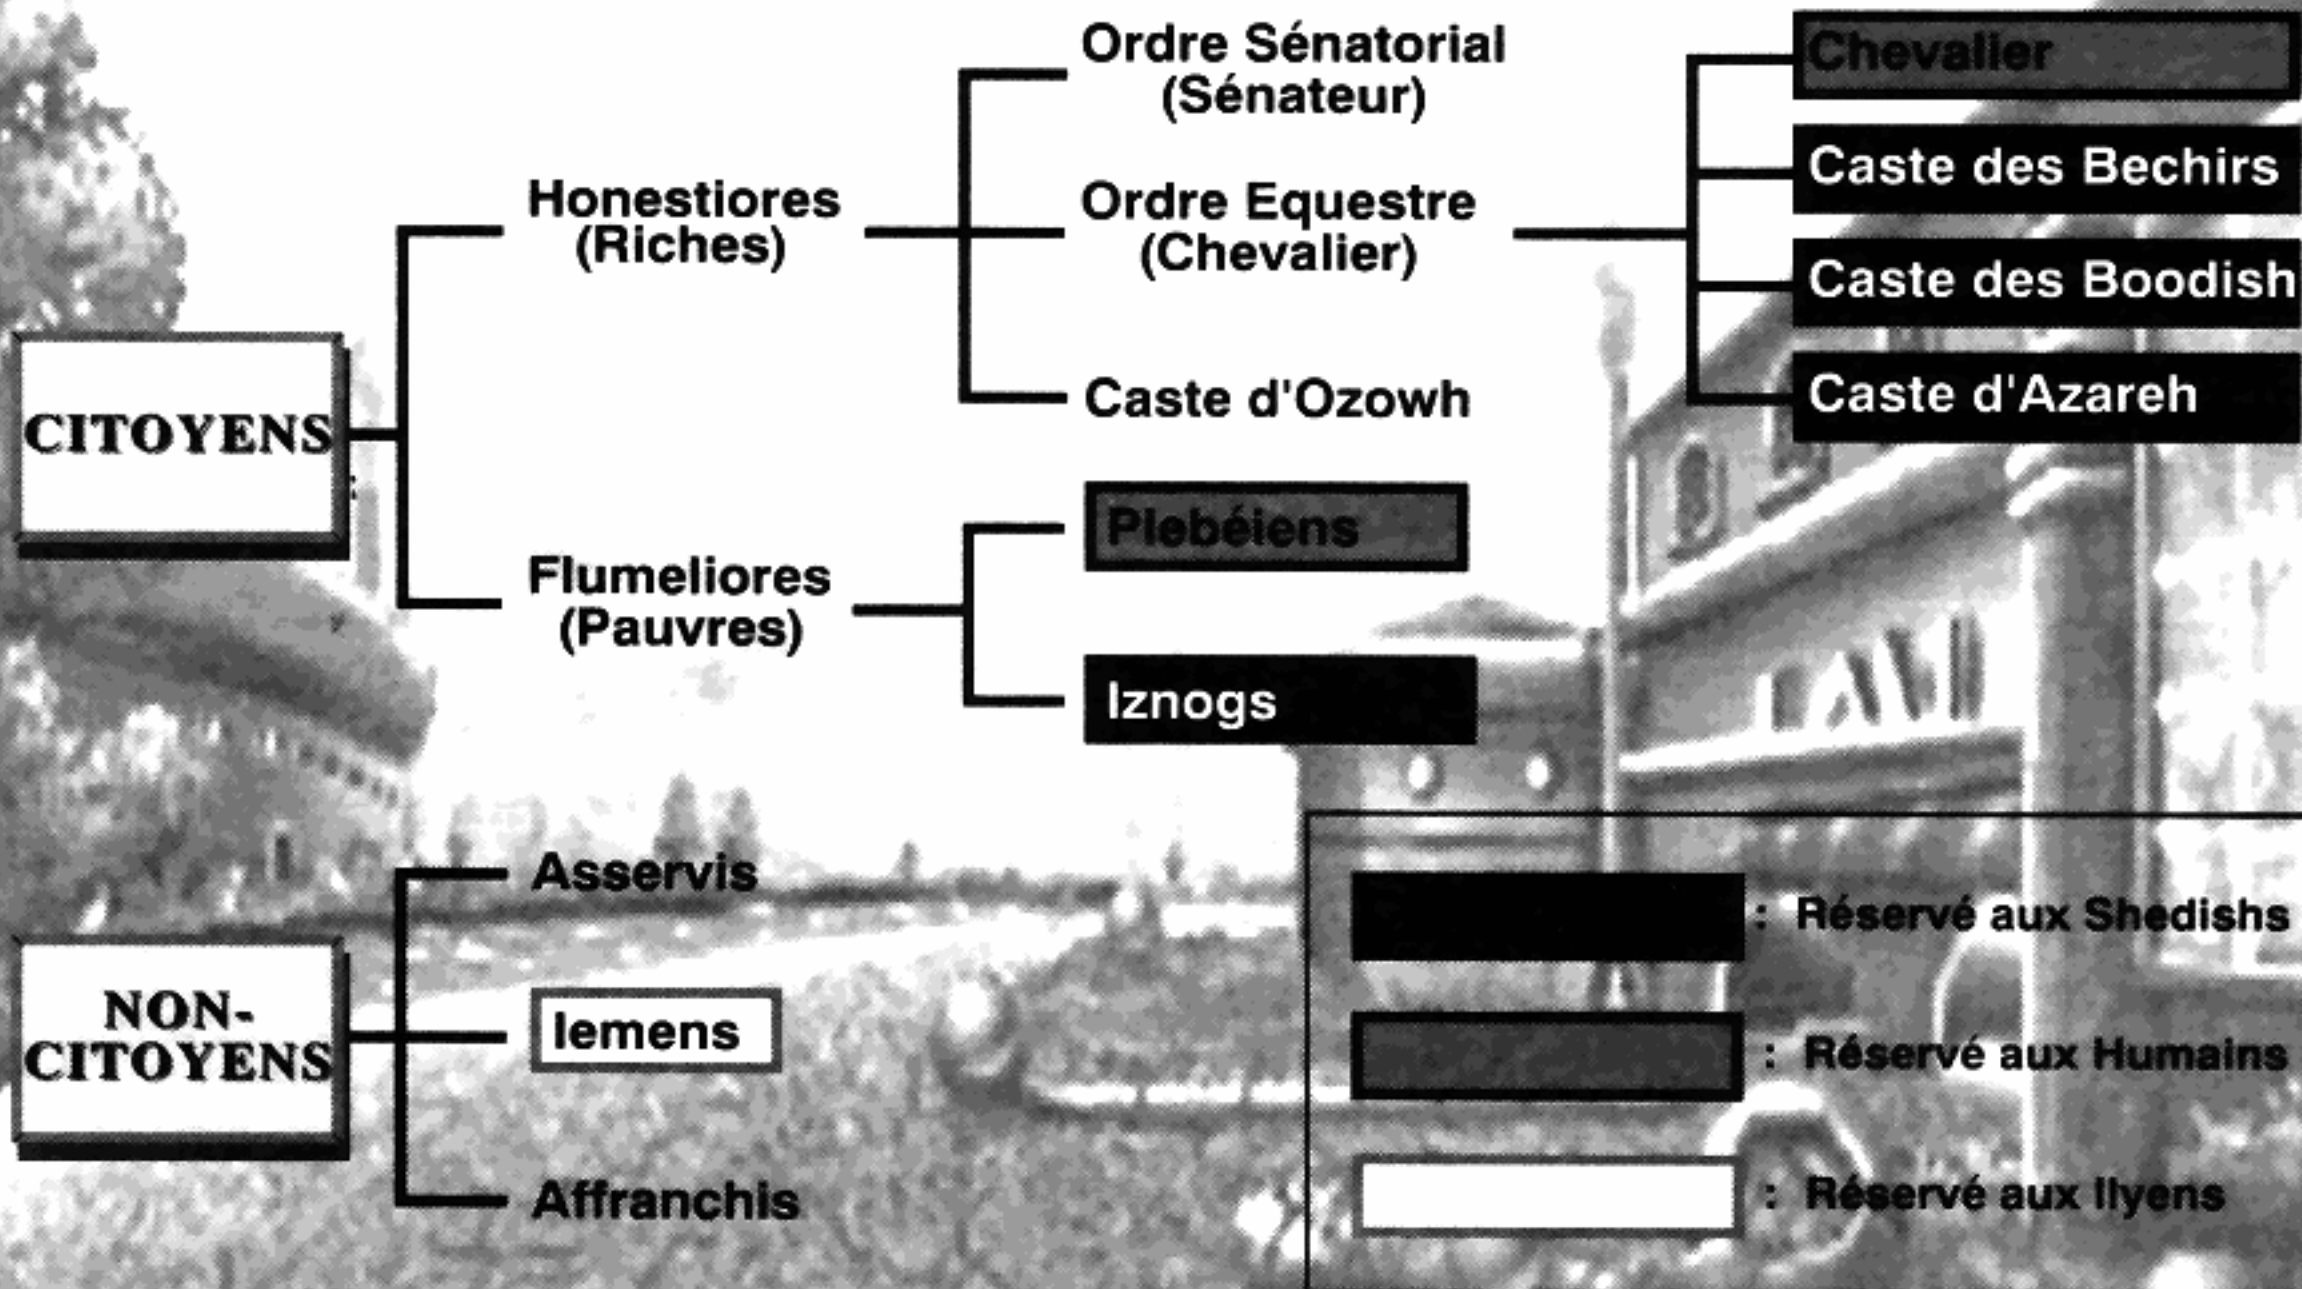 Ordre Sénatorial
(Sénateur)
Chevalier
Caste des Bechirs
Honestiores
(Riches)
Ordre Equestre
(Chevalier)
Caste des Boodish
Caste d'Azareh
Caste d'Ozowh
CITOYENS
Plebéiens
Flumeliores
(Pauvres)
Iznogs
Asservis
NON-
CITOYENS
Iemens
Affranchis
: Réservé aux Shedishs
: Réservé aux Humains
: Réservé aux Ilyens